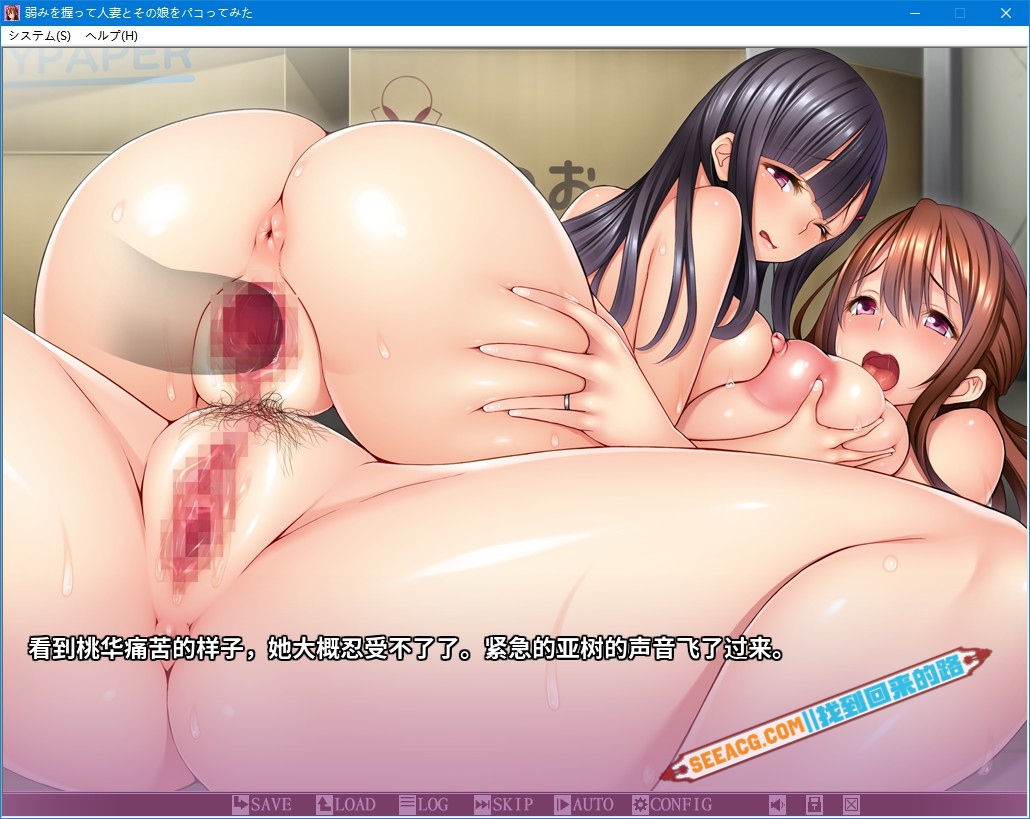 弱みを握って人妻とその娘をパコってみた
システム(S) ヘルプ(H)
YPAPER
お
看到桃华痛苦的样子，她大概忍受不了了。紧急的亚树的声音飞了过来。
SEEACG.COM||找到回来的路
SAVE LOAD LOG SKIP AUTO CONFIG